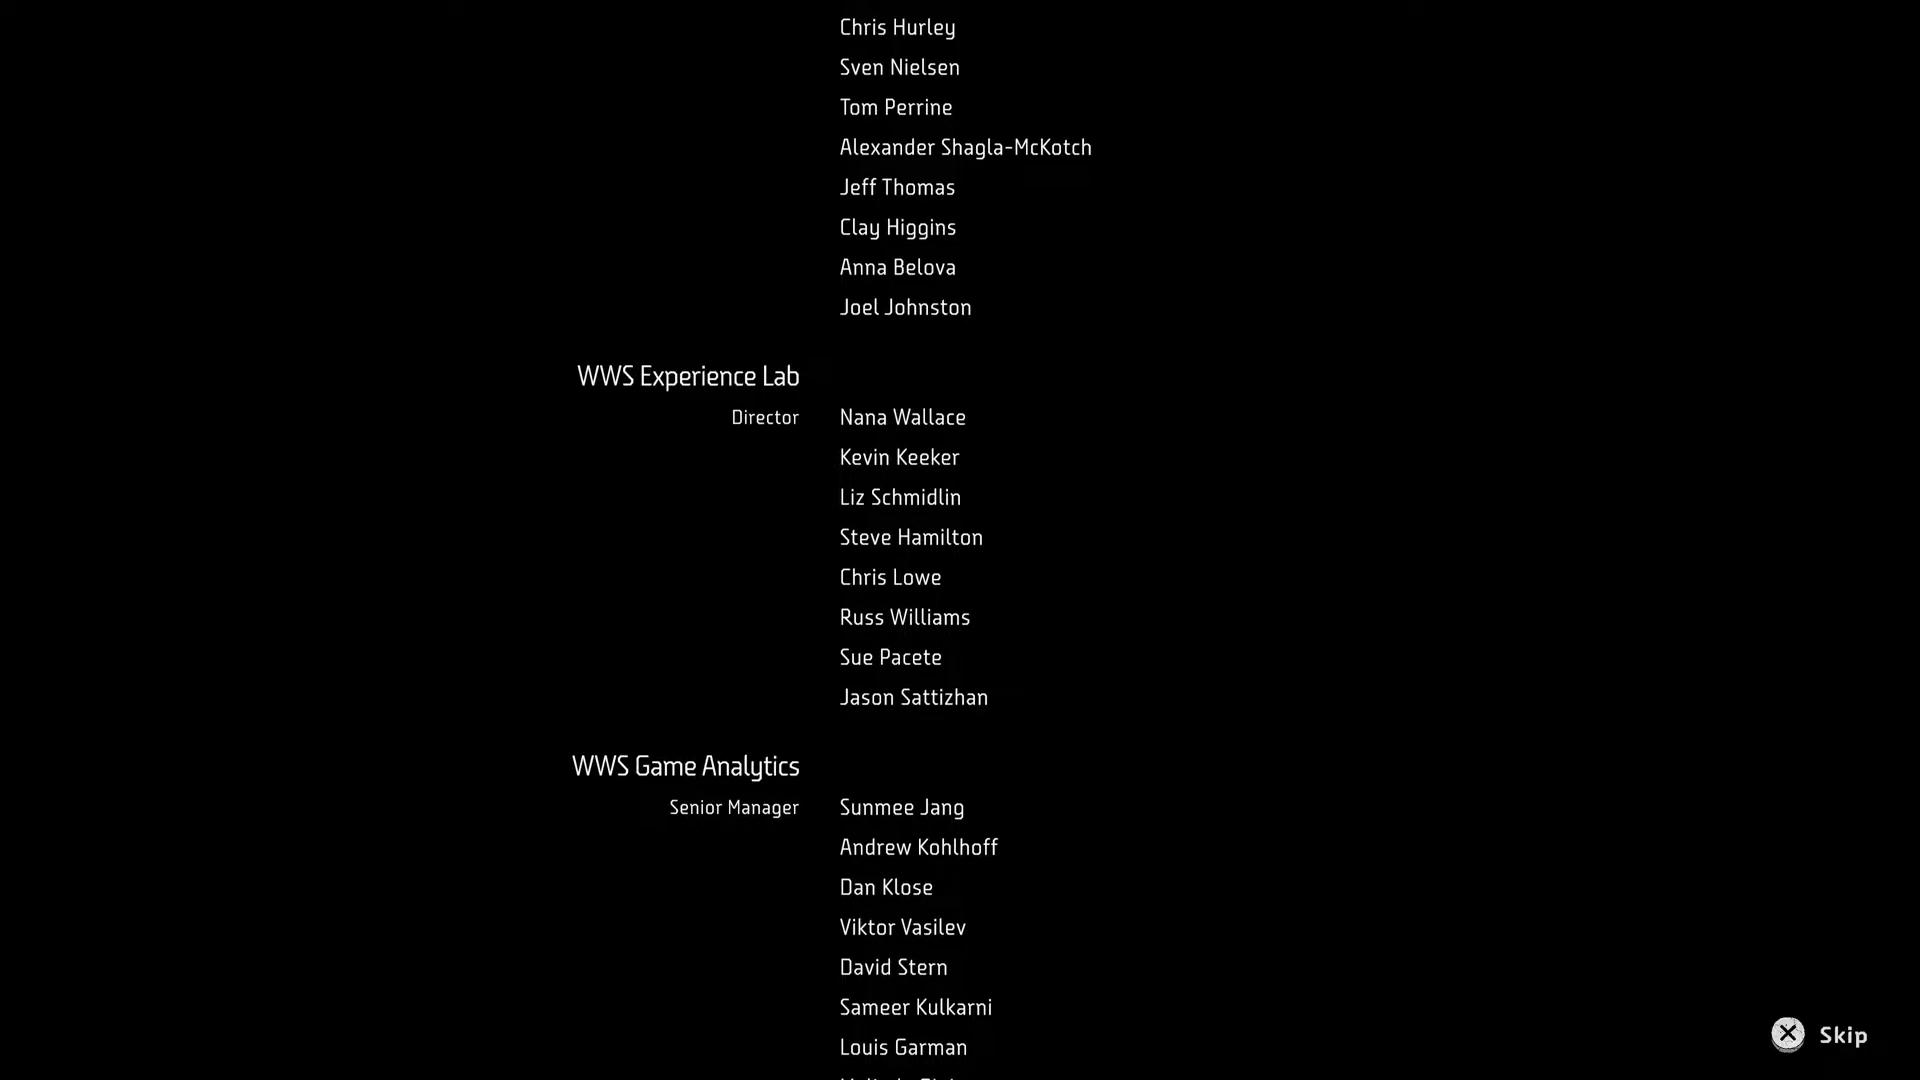 Chris Hurley
Sven Nielsen
Tom Perrine
Alexander Shagla-McKotch
Jeff Thomas
Clay Higgins
Anna Belova
Joel Johnston
WWS Experience Lab
Director Nana Wallace
Kevin Keeker
Liz Schmidlin
Steve Hamilton
Chris Lowe
Russ Williams
Sue Pacete
Jason Sattizhan
WWS Game Analytics
Senior Manager Sunmee Jang
Andrew Kohlhoff
Dan Klose
Viktor Vasilev
David Stern
Sameer Kulkarni
Louis Garman
Skip